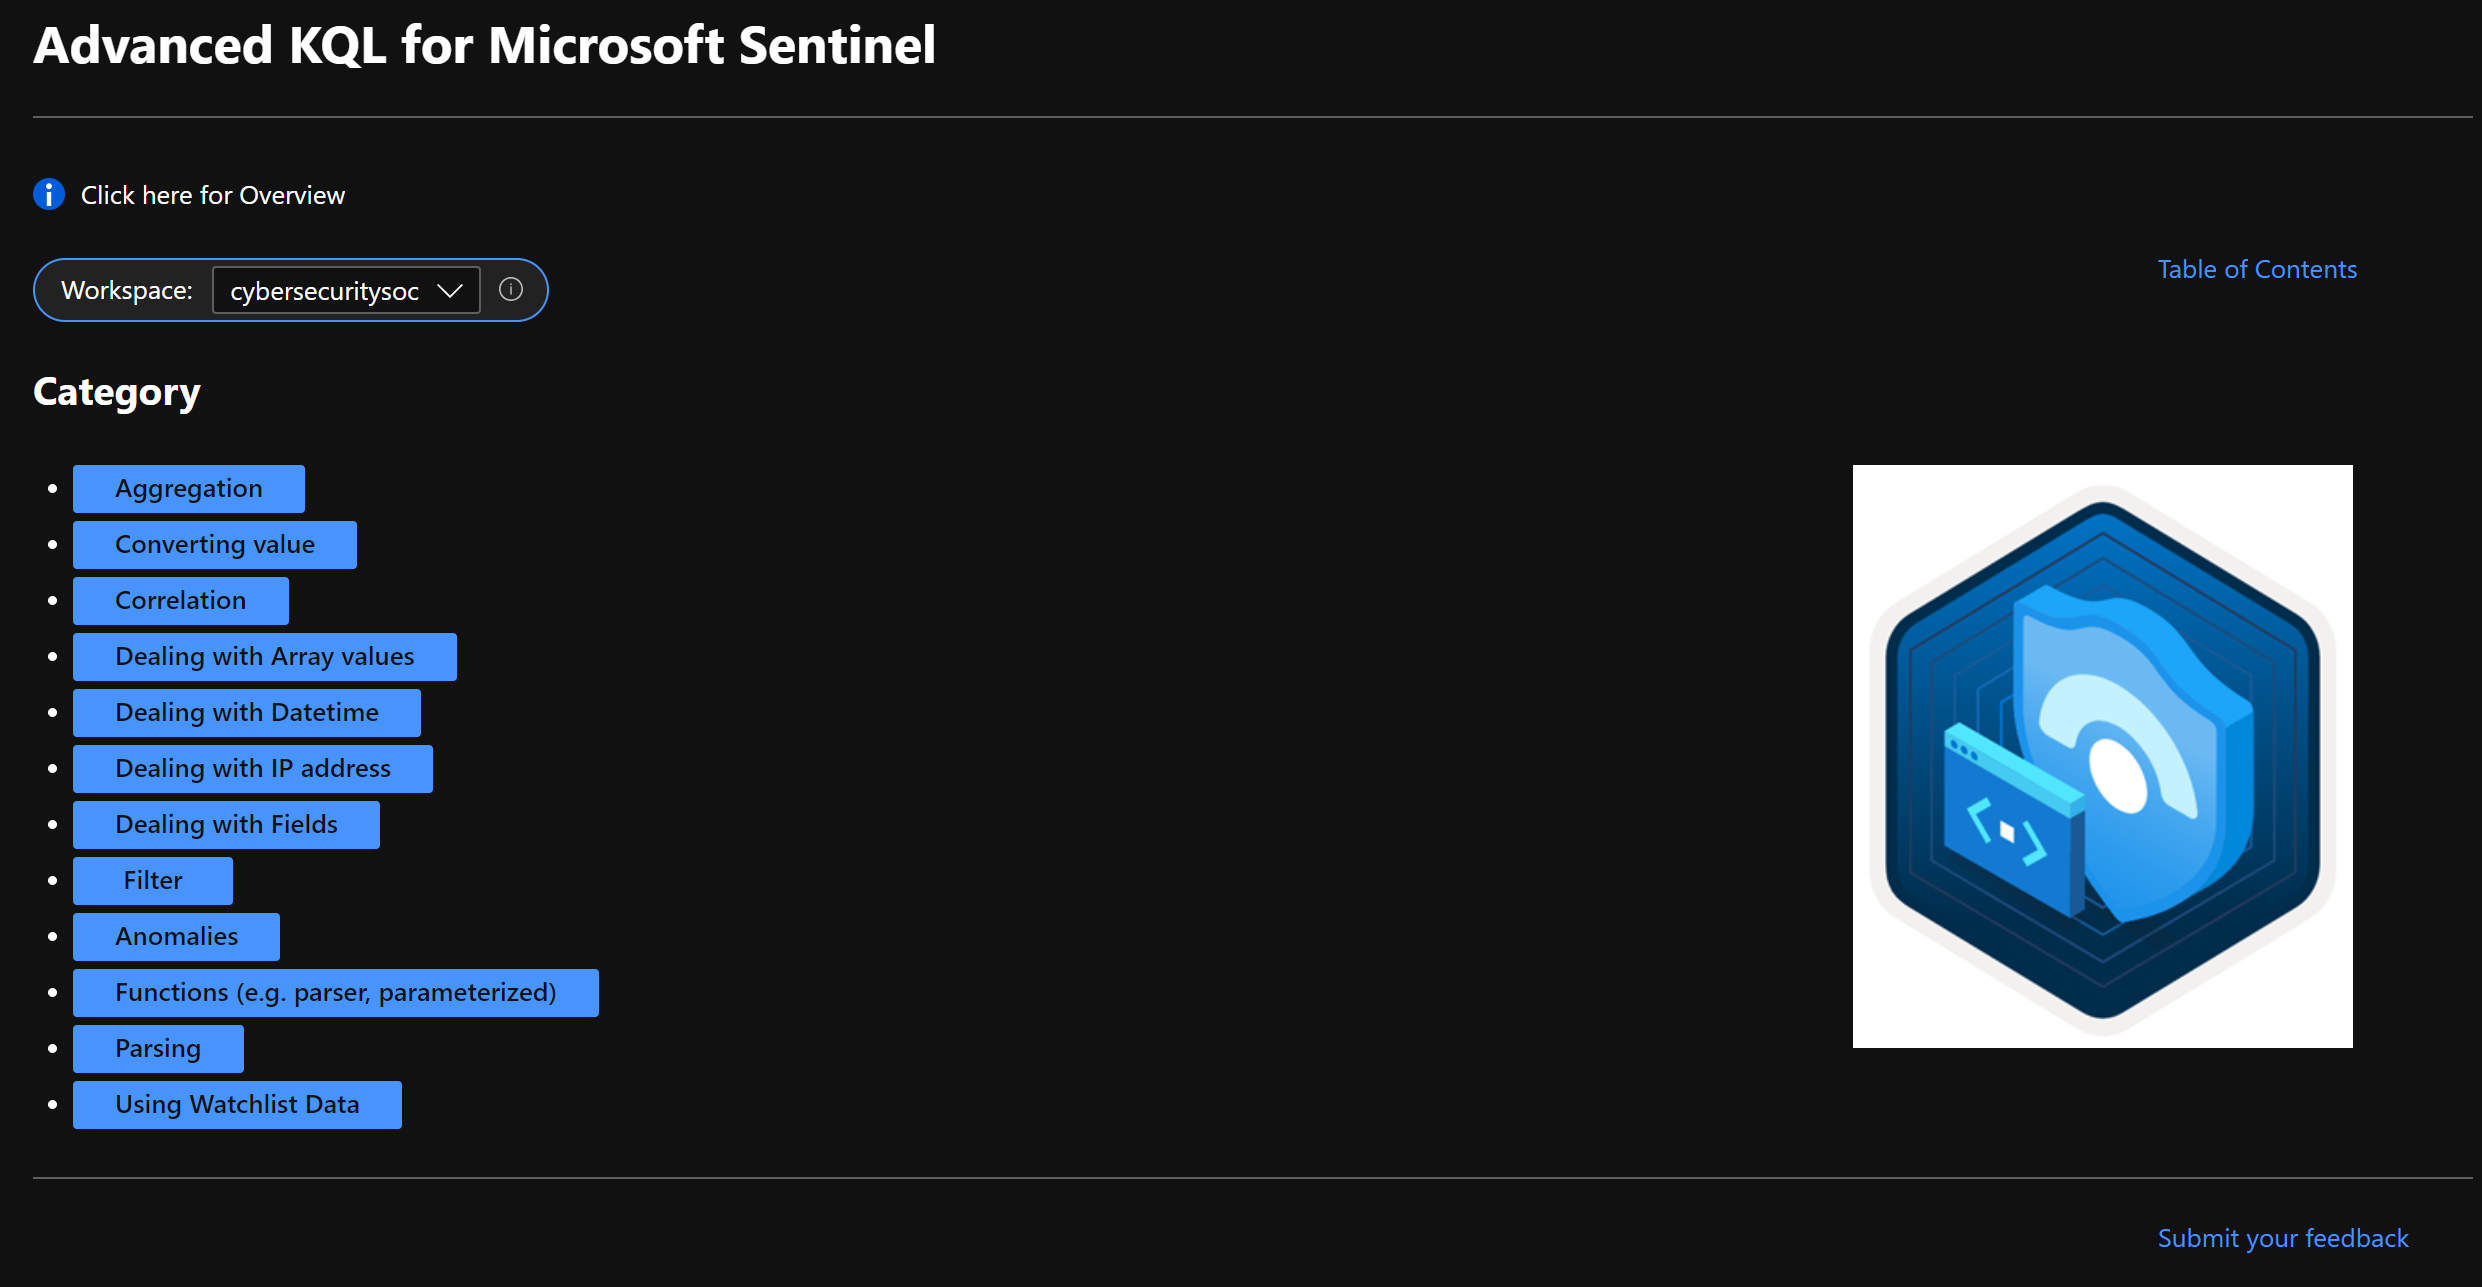 Advanced KQL for Microsoft Sentinel
Click here for Overview
Workspace: cybersecuritysoc
Table of Contents
Category
Aggregation
Converting value
Correlation
Dealing with Array values
Dealing with Datetime
Dealing with IP address
Dealing with Fields
Filter
Anomalies
Functions (e.g. parser, parameterized)
Parsing
Using Watchlist Data
Submit your feedback